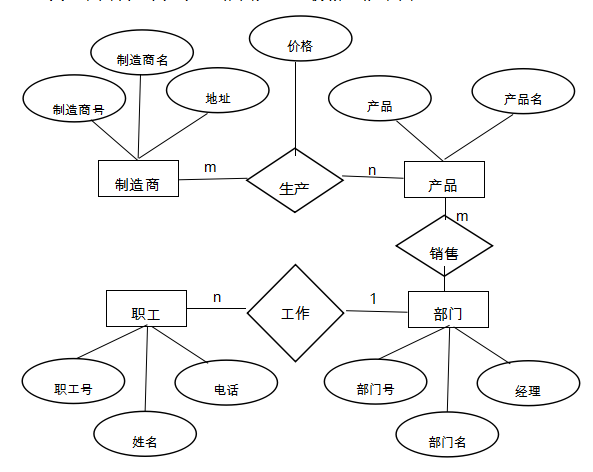 价格
制造商名
制造商号
地址
产品
产品名
制造商
m
生产
n
产品
m
销售
职工
n
工作
1
部门
职工号
电话
姓名
部门号
经理
部门名